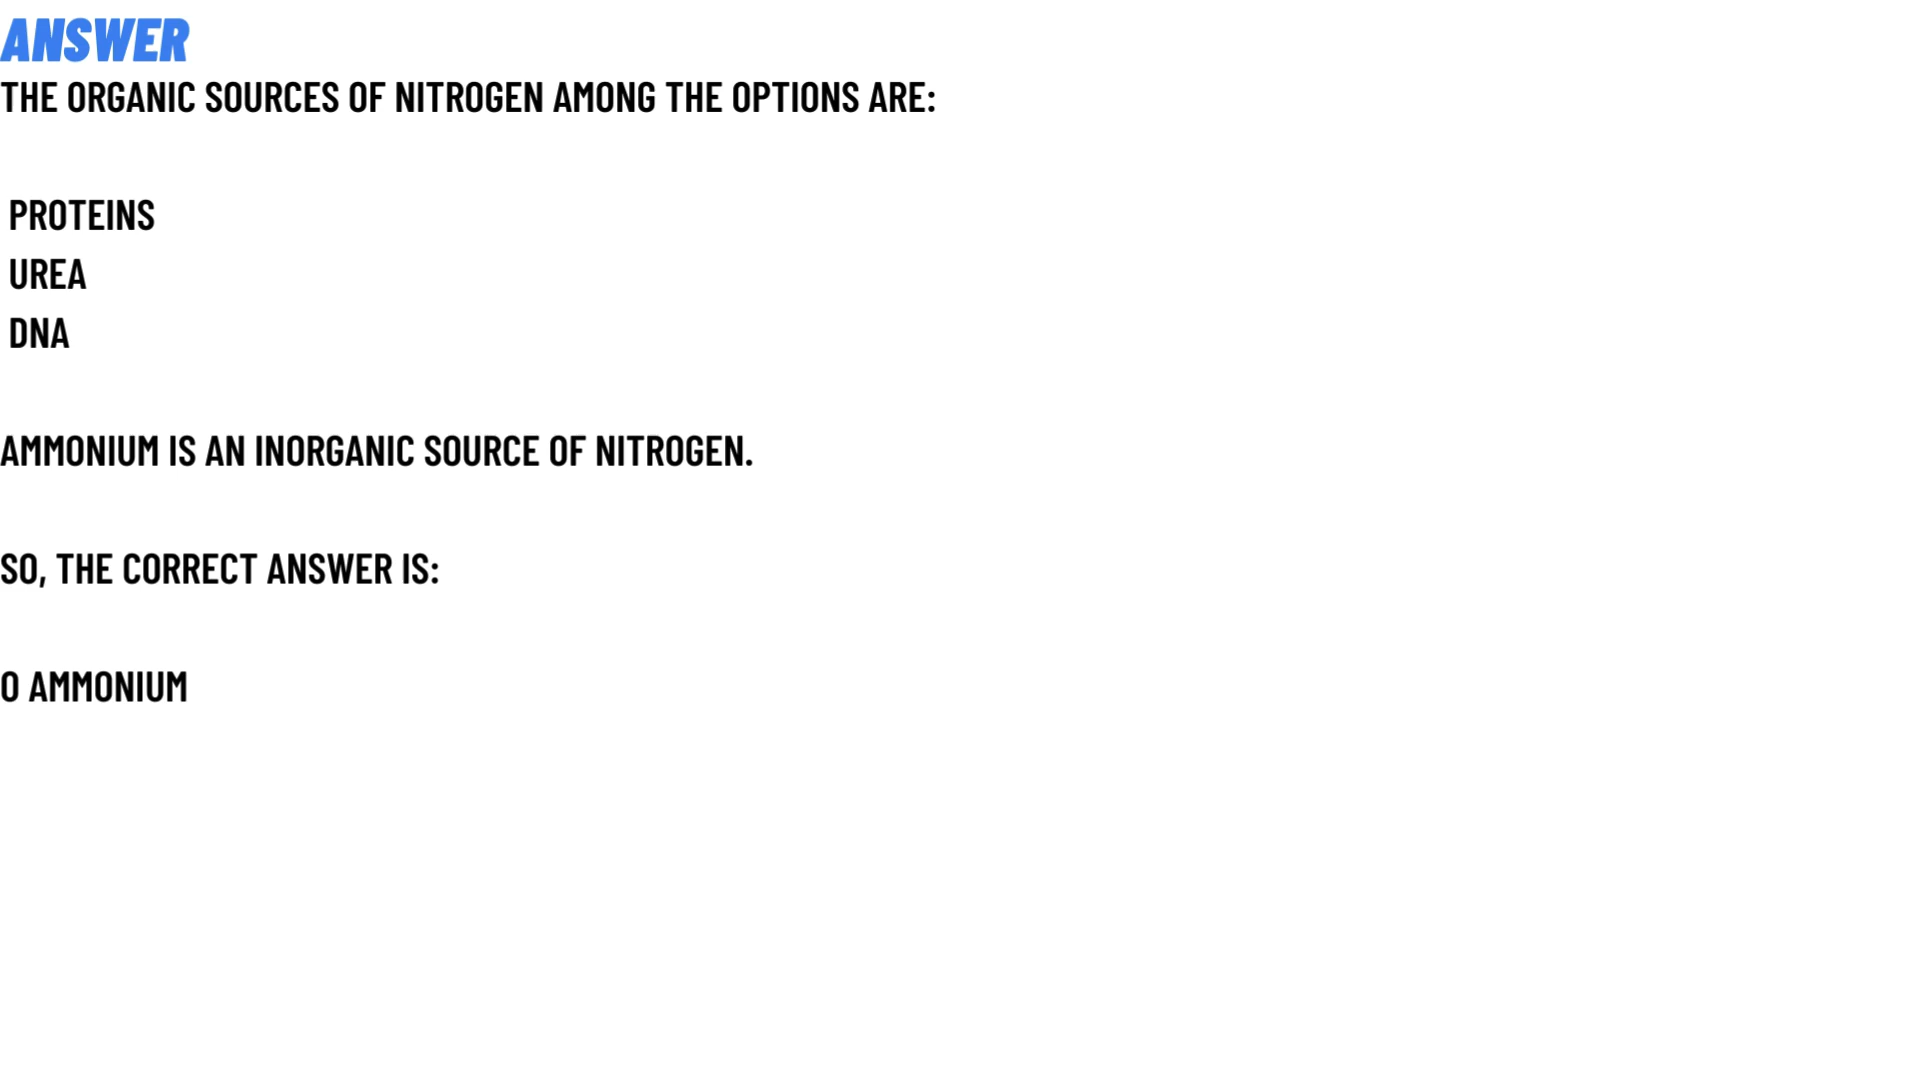 ANSWER
THE ORGANIC SOURCES OF NITROGEN AMONG THE OPTIONS ARE:
PROTEINS
UREA
DNA
AMMONIUM IS AN INORGANIC SOURCE OF NITROGEN.
SO, THE CORRECT ANSWER IS:
O AMMONIUM